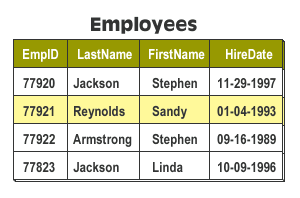 Employees
EmpID LastName FirstName HireDate
77920 Jackson Stephen 11-29-1997
77921 Reynolds Sandy 01-04-1993
77922 Armstrong Stephen 09-16-1989
77823 Jackson Linda 10-09-1996